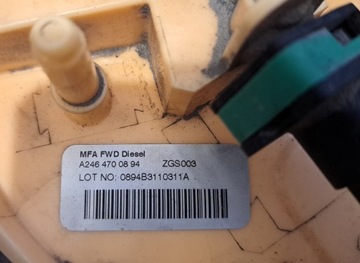 MFA FWD Diesel
A246 470 08 94 ZGS003
LOT NO: 0894B3110311A